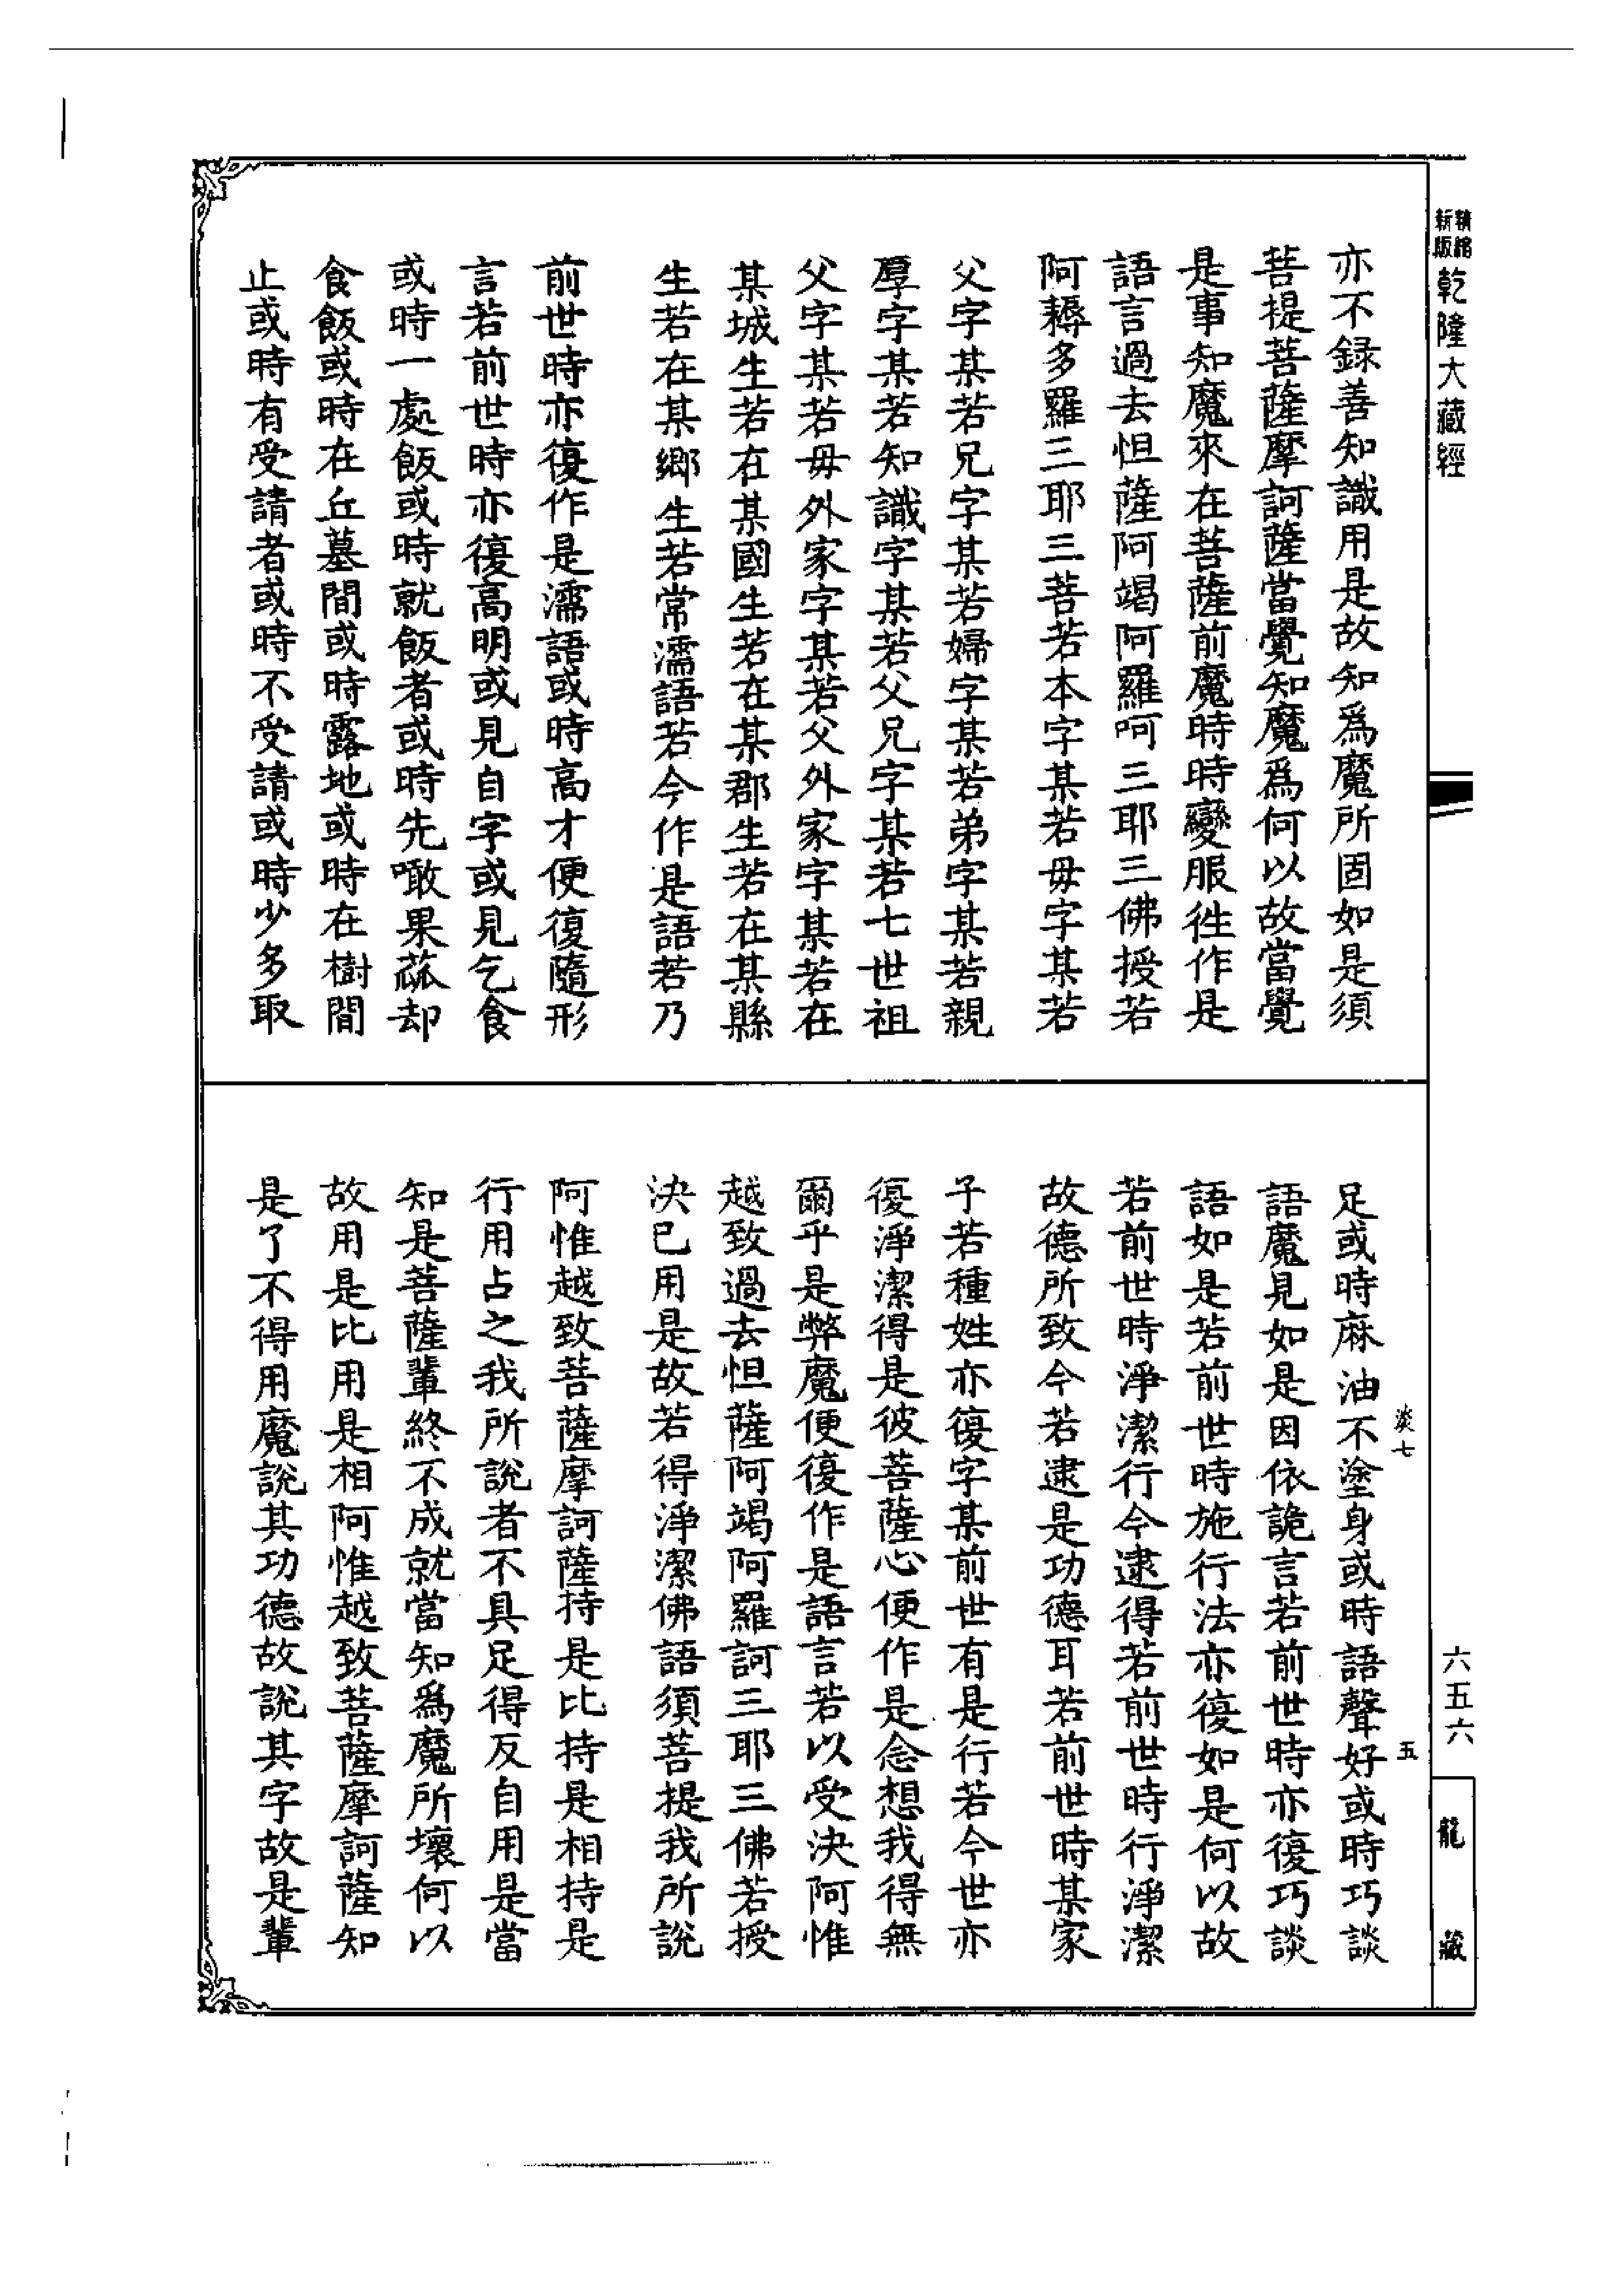 精縮新版乾隆大藏經
亦不録善知識用是故知爲魔所固如是須
菩提菩薩摩訶薩當覺知魔爲何以故當覺
是事知魔來在菩薩前魔時時變服徃作是
語言過去怛薩阿竭阿羅呵三耶三佛授若
阿耨多羅三耶三菩若本字某若母字某若
父字某若兄字某若婦字某若弟字某若親
厚字某若知識字某若父兄字某若七世祖
父字某若母外家字某若父外家字某若在
某城生若在某國生若在某郡生若在某縣
生若在某鄉生若常濡語若今作是語若乃
前世時亦復作是濡語或時高才便復隨形
言若前世時亦復高明或見自字或見乞食
或時一處飯或時就飯者或時先噉果蓏却
食飯或時在丘墓間或時露地或時在樹間
止或時有受請者或時不受請或時少多取
足或時麻油不塗身或時語聲好或時巧談
語魔見如是因依詭言若前世時亦復巧談
語如是若前世時施行法亦復如是何以故
若前世時淨潔行今逮得若前世時行淨潔
故德所致今若逮是功德耳若前世時某家
子若種姓亦復字某前世有是行若今世亦
復淨潔得是彼菩薩心便作是念想我得無
爾乎是弊魔便復作是語言若以受決阿惟
越致過去怛薩阿竭阿羅訶三耶三佛若授
決已用是故若得淨潔佛語須菩提我所說
阿惟越致菩薩摩訶薩持是比持是相持是
行用占之我所說者不具足得反自用是當
知是菩薩輩終不成就當知爲魔所壞何以
故用是比用是相阿惟越致菩薩摩訶薩知
是了不得用魔說其功德故說其字故是輩
淡七
五
六五六
龍藏